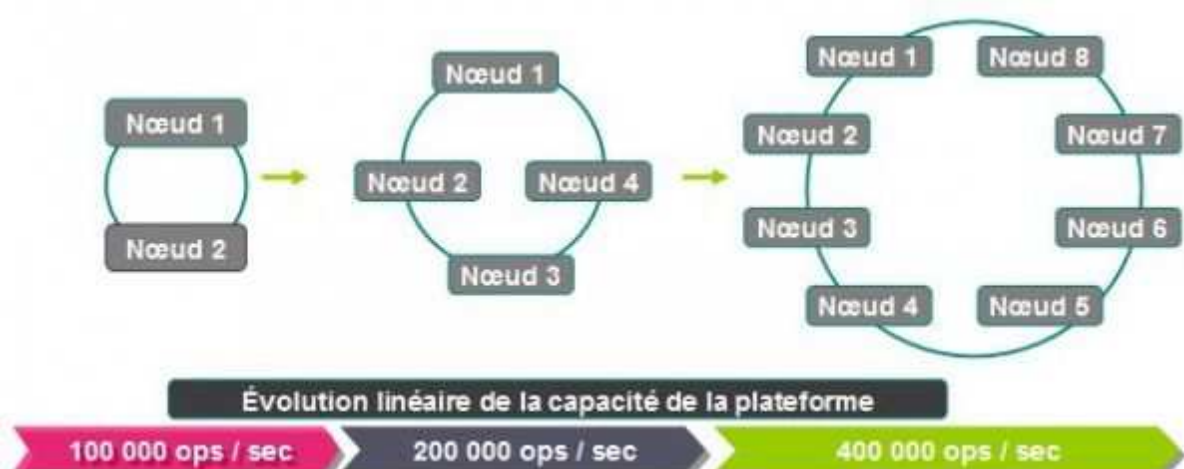 Nœud 1
Nœud 2
Nœud 1
Nœud 2
Nœud 4
Nœud 3
Nœud 1
Nœud 8
Nœud 2
Nœud 7
Nœud 3
Nœud 6
Nœud 4
Nœud 5
Évolution linéaire de la capacité de la plateforme
100 000 ops / sec
200 000 ops / sec
400 000 ops / sec